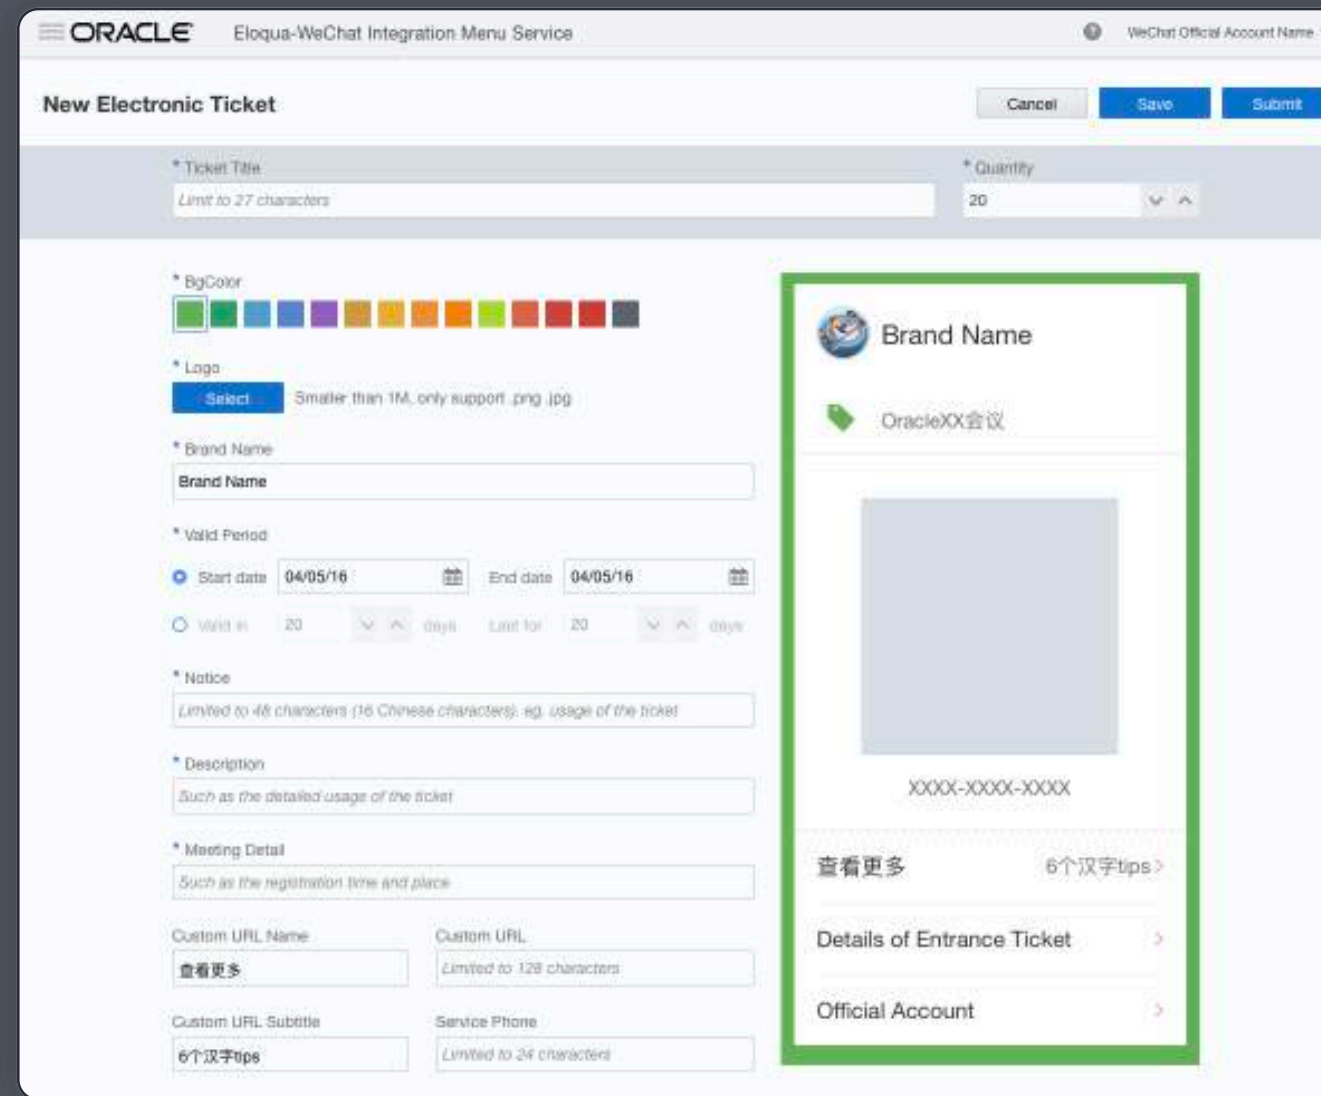 ORACLE Eloqua-WeChat Integration Menu Service WeChat Official Account Name
New Electronic Ticket Cancel Save Submit
* Ticket Title * Quantity
Limit to 27 characters 20
* BgColor
* Logo
Select Smaller than 1M, only support .png .jpg
* Brand Name
Brand Name
* Valid Period
Start date 04/05/16 End date 04/05/16
Valid in 20 days Last for 20 days
* Notice
Limited to 48 characters (16 Chinese characters). eg. usage of the ticket
* Description
Such as the detailed usage of the ticket
* Meeting Detail
Such as the registration time and place
Custom URL Name Custom URL
查看更多 Limited to 128 characters
Custom URL Subtitle Service Phone
6个汉字tips Limited to 24 characters
Brand Name
OracleXX会议
XXXX-XXXX-XXXX
查看更多 6个汉字tips
Details of Entrance Ticket
Official Account